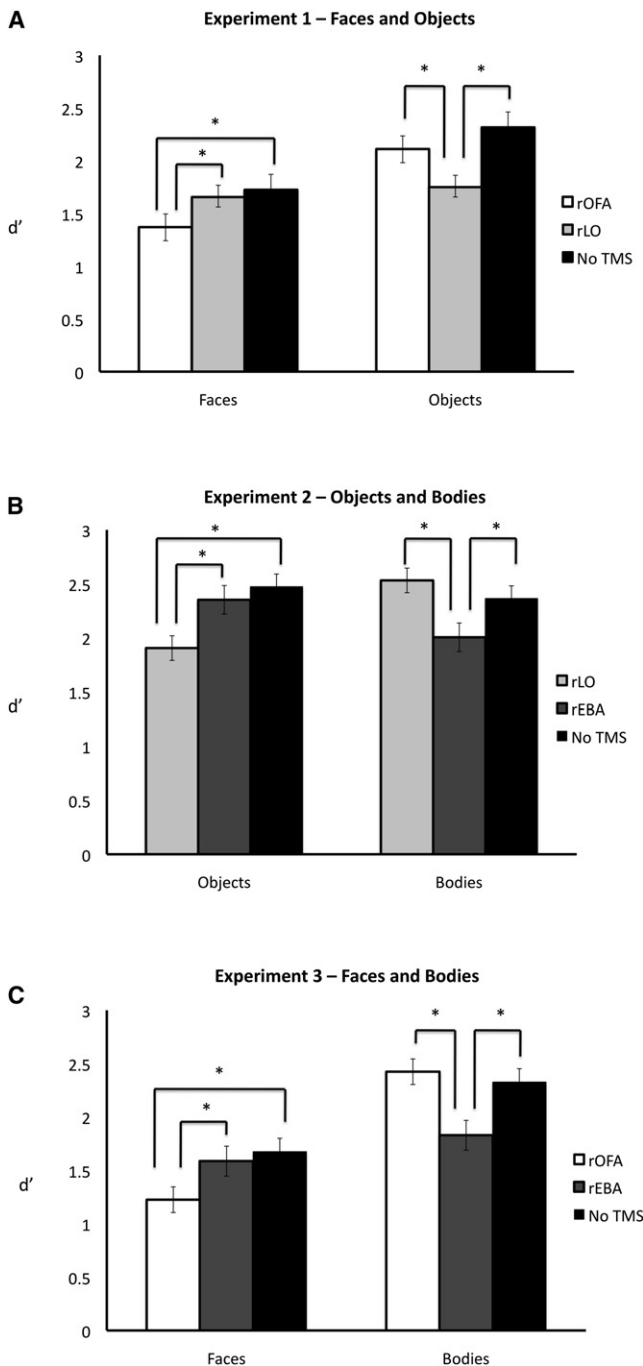 A
Experiment 1 – Faces and Objects
3
2.5
2
1.5
1
0.5
0
d’
*
*
*
*
Faces
Objects
rOFA
rLO
No TMS
B
Experiment 2 – Objects and Bodies
3
2.5
2
1.5
1
0.5
0
d’
*
*
*
*
Objects
Bodies
rLO
rEBA
No TMS
C
Experiment 3 – Faces and Bodies
3
2.5
2
1.5
1
0.5
0
d’
*
*
*
*
Faces
Bodies
rOFA
rEBA
No TMS